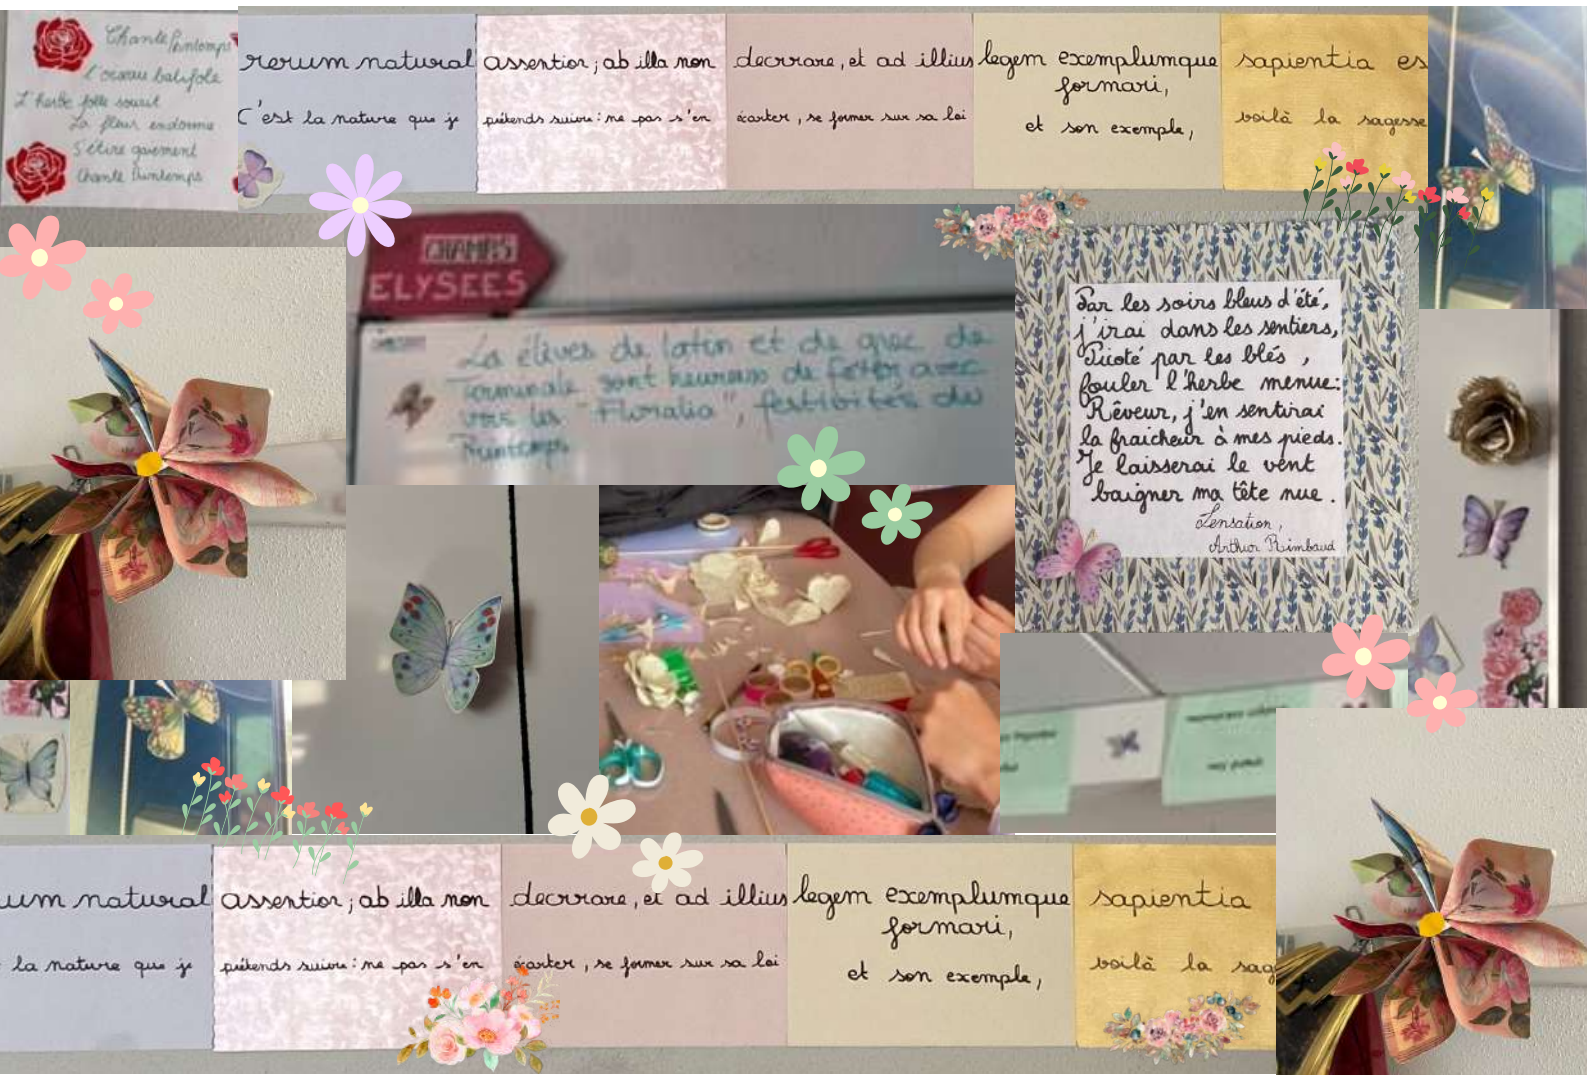 Chante Printemps
L'oiseau batifole
L'herbe folle sourit
La fleur endormie
S'étire gaiement
Chante Printemps
rerum natural
C'est la nature que je
assention; ab illa non
prétends suivre: ne pas s'en
decrrare, et ad illius
écarter, se former sur sa loi
legem exemplumque
formari,
et son exemple,
sapientia es
voilà la sagesse
CHAMPS
ELYSEES
La élèves de latin et de grec de
Terminale sont heureux de fêter avec
vous les "Floralia", festivités du
Printemps
Par les soirs bleus d'été,
j'irai dans les sentiers,
Picoté par les blés,
fouler l'herbe menue:
Rêveur, j'en sentirai
la fraicheur à mes pieds.
Je laisserai le vent
baigner ma tête nue.
Sensation,
Arthur Rimbaud
um natural
la nature que je
assention; ab illa non
prétends suivre: ne pas s'en
decrrare, et ad illius
écarter, se former sur sa loi
legem exemplumque
formari,
et son exemple,
sapientia
voilà la sag